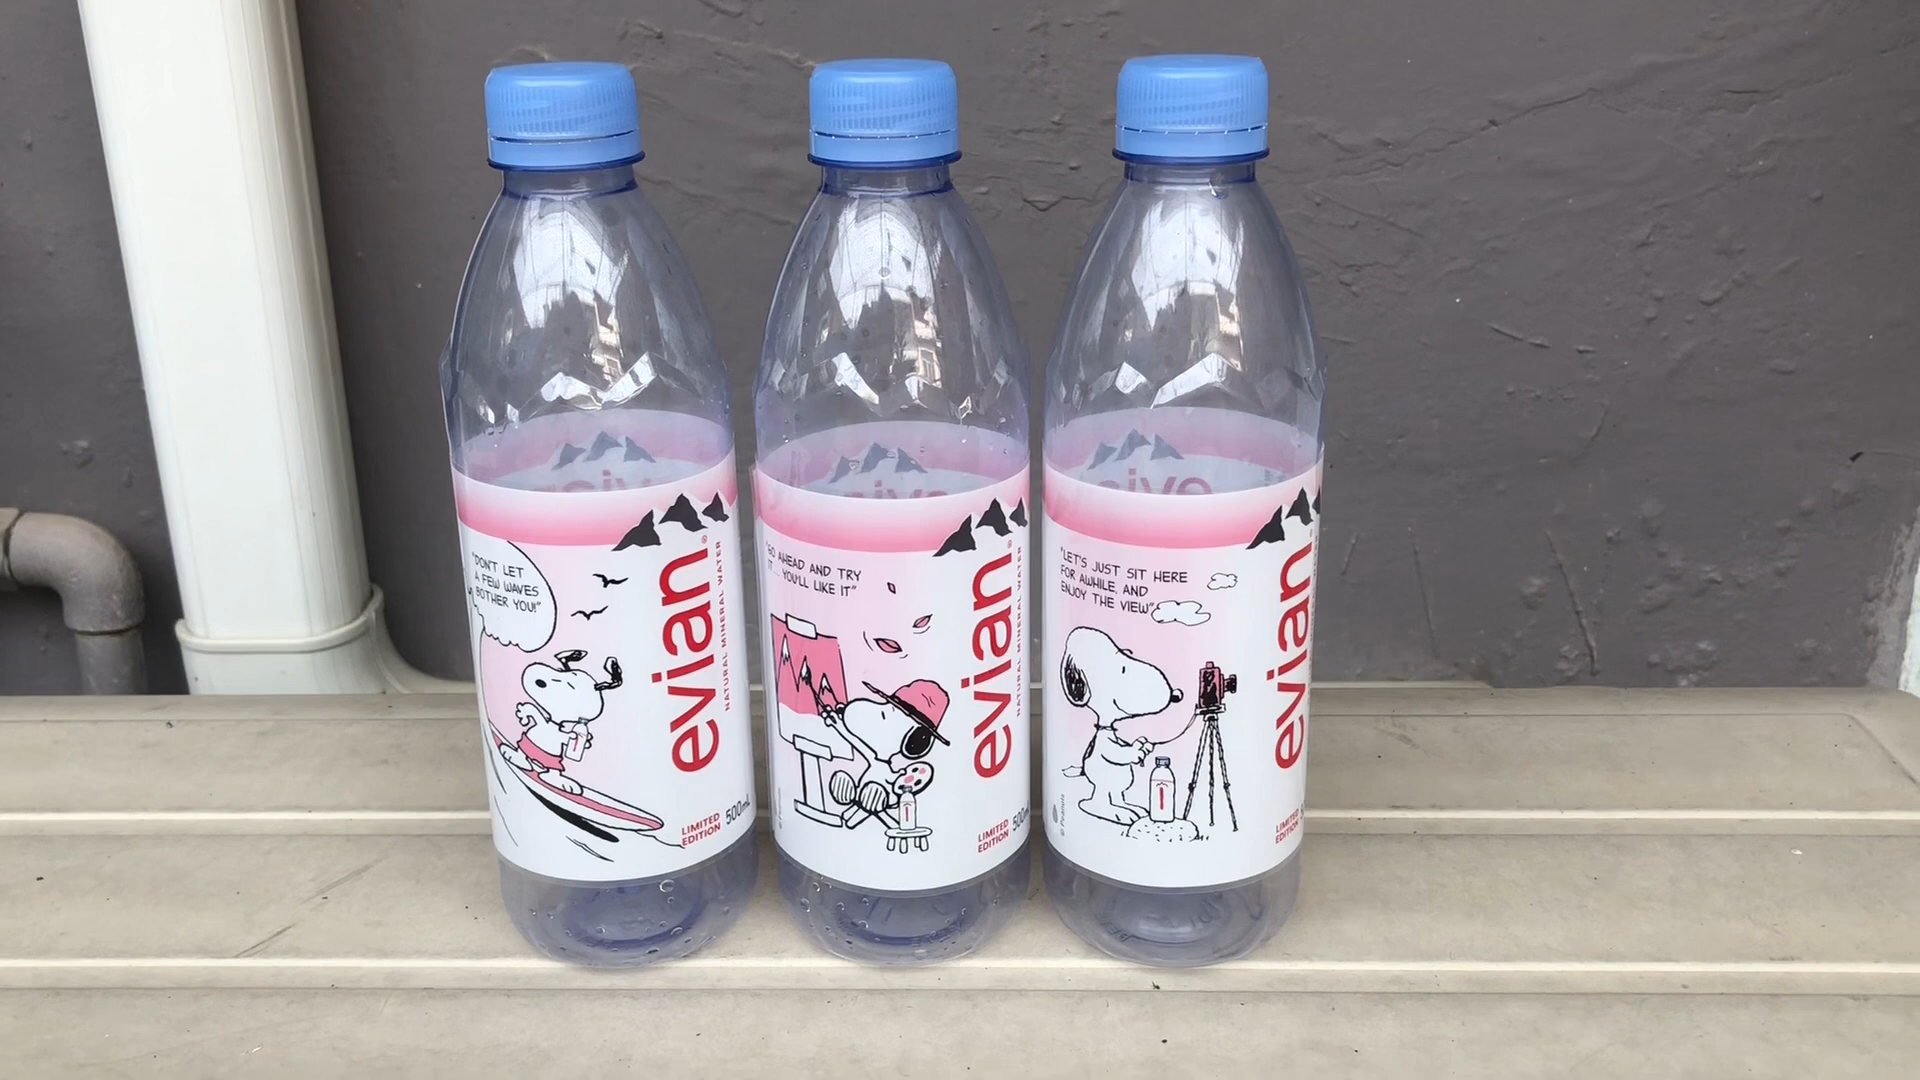 "DON'T LET
A FEW WAVES
BOTHER YOU!"
evian®
NATURAL MINERAL WATER
LIMITED
EDITION
500mL
"GO AHEAD AND TRY
IT... YOU'LL LIKE IT"
evian®
NATURAL MINERAL WATER
LIMITED
EDITION
500m
"LET'S JUST SIT HERE
FOR AWHILE, AND
ENJOY THE VIEW"
evian
LIMITED
EDITION
© Peanuts